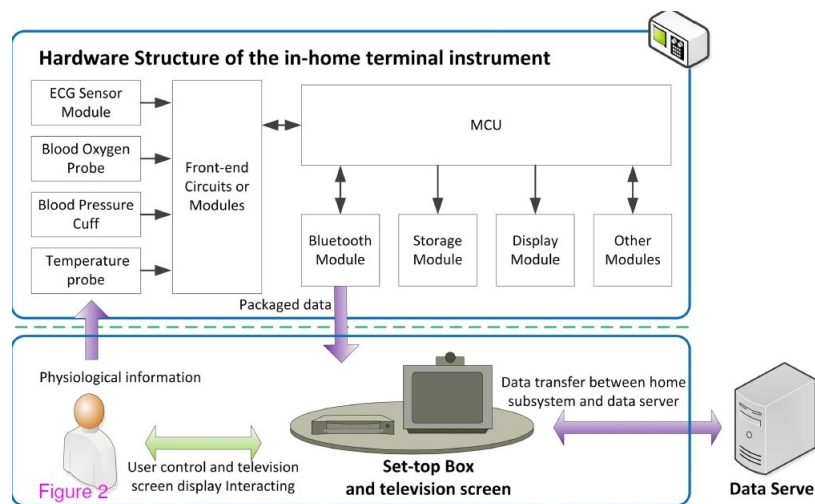 Hardware Structure of the in-home terminal instrument
ECG Sensor
Module
Blood Oxygen
Probe
Blood Pressure
Cuff
Temperature
probe
Front-end
Circuits or
Modules
MCU
Bluetooth
Module
Storage
Module
Display
Module
Other
Modules
Packaged data
Physiological information
Data transfer between home
subsystem and data server
User control and television
screen display Interacting
Set-top Box
and television screen
Data Serve
Figure 2